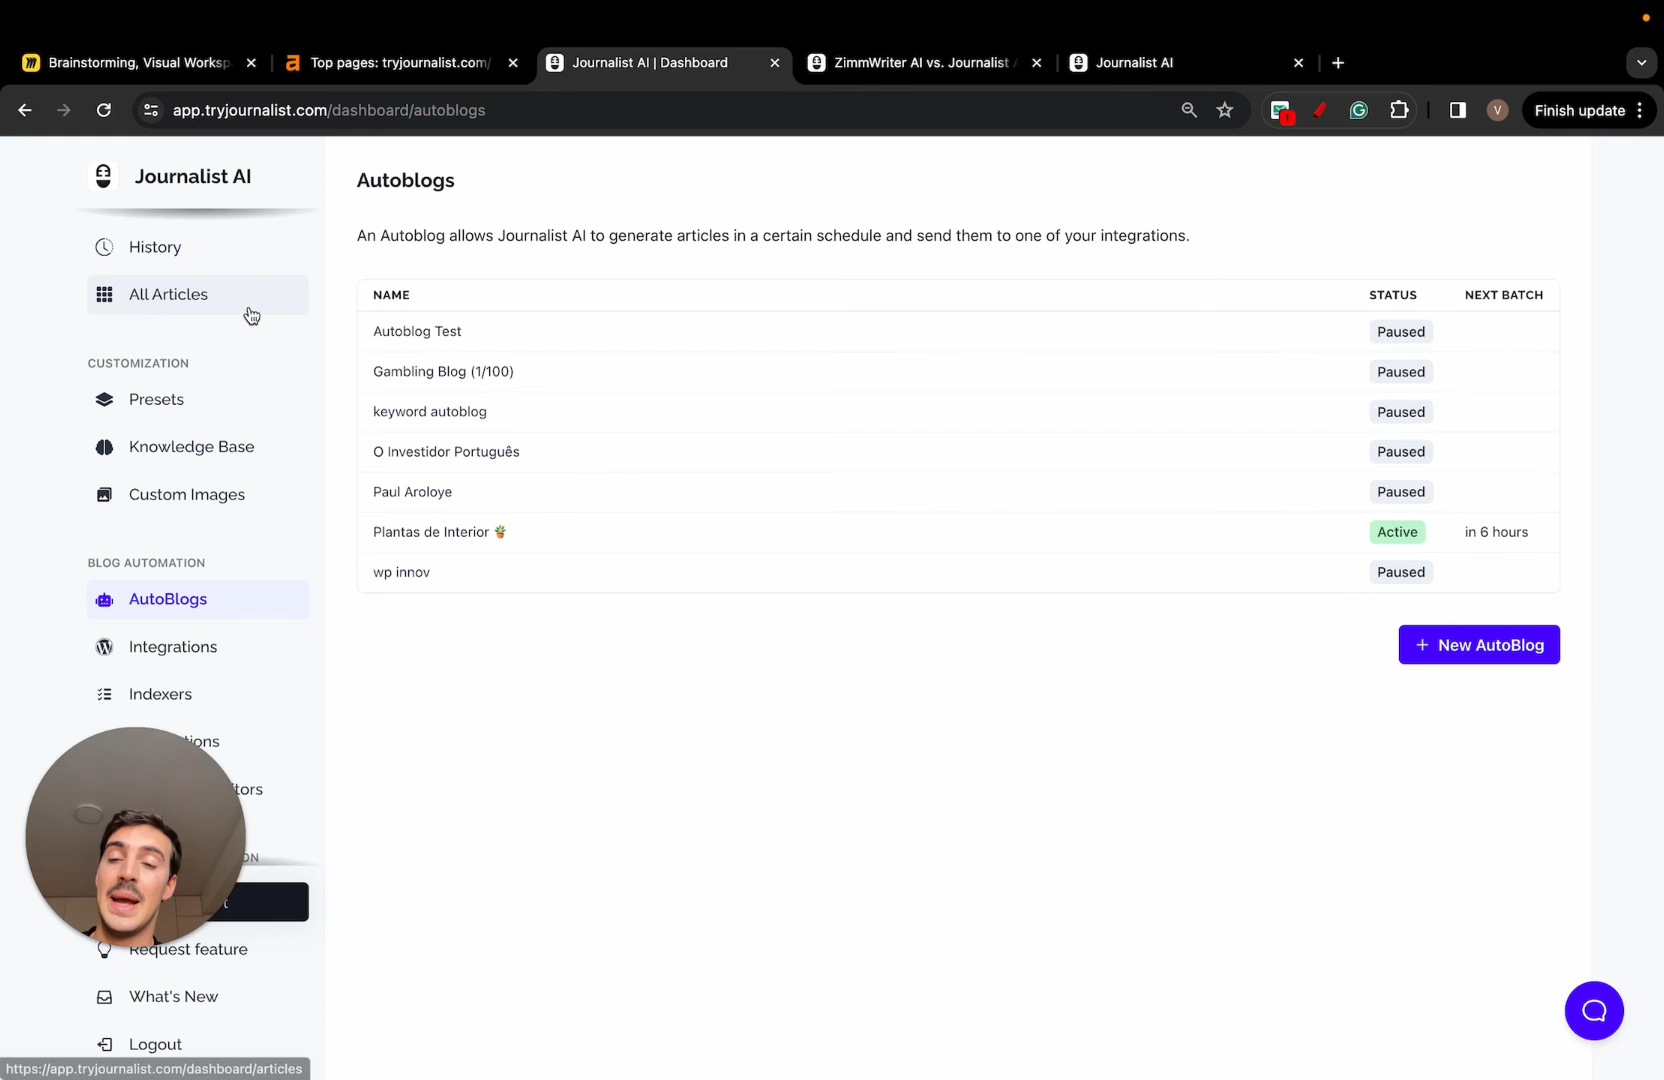 Brainstorming, Visual Worksp
Top pages: tryjournalist.com/
Journalist AI | Dashboard
ZimmWriter AI vs. Journalist A
Journalist AI
app.tryjournalist.com/dashboard/autoblogs
1
V
Finish update
Journalist AI
History
All Articles
CUSTOMIZATION
Presets
Knowledge Base
Custom Images
BLOG AUTOMATION
AutoBlogs
Integrations
Indexers
tions
tors
ON
t
Request feature
What's New
Logout
https://app.tryjournalist.com/dashboard/articles
Autoblogs
An Autoblog allows Journalist AI to generate articles in a certain schedule and send them to one of your integrations.
NAME STATUS NEXT BATCH
Autoblog Test Paused
Gambling Blog (1/100) Paused
keyword autoblog Paused
O Investidor Português Paused
Paul Aroloye Paused
Plantas de Interior 🪴 Active in 6 hours
wp innov Paused
+ New AutoBlog